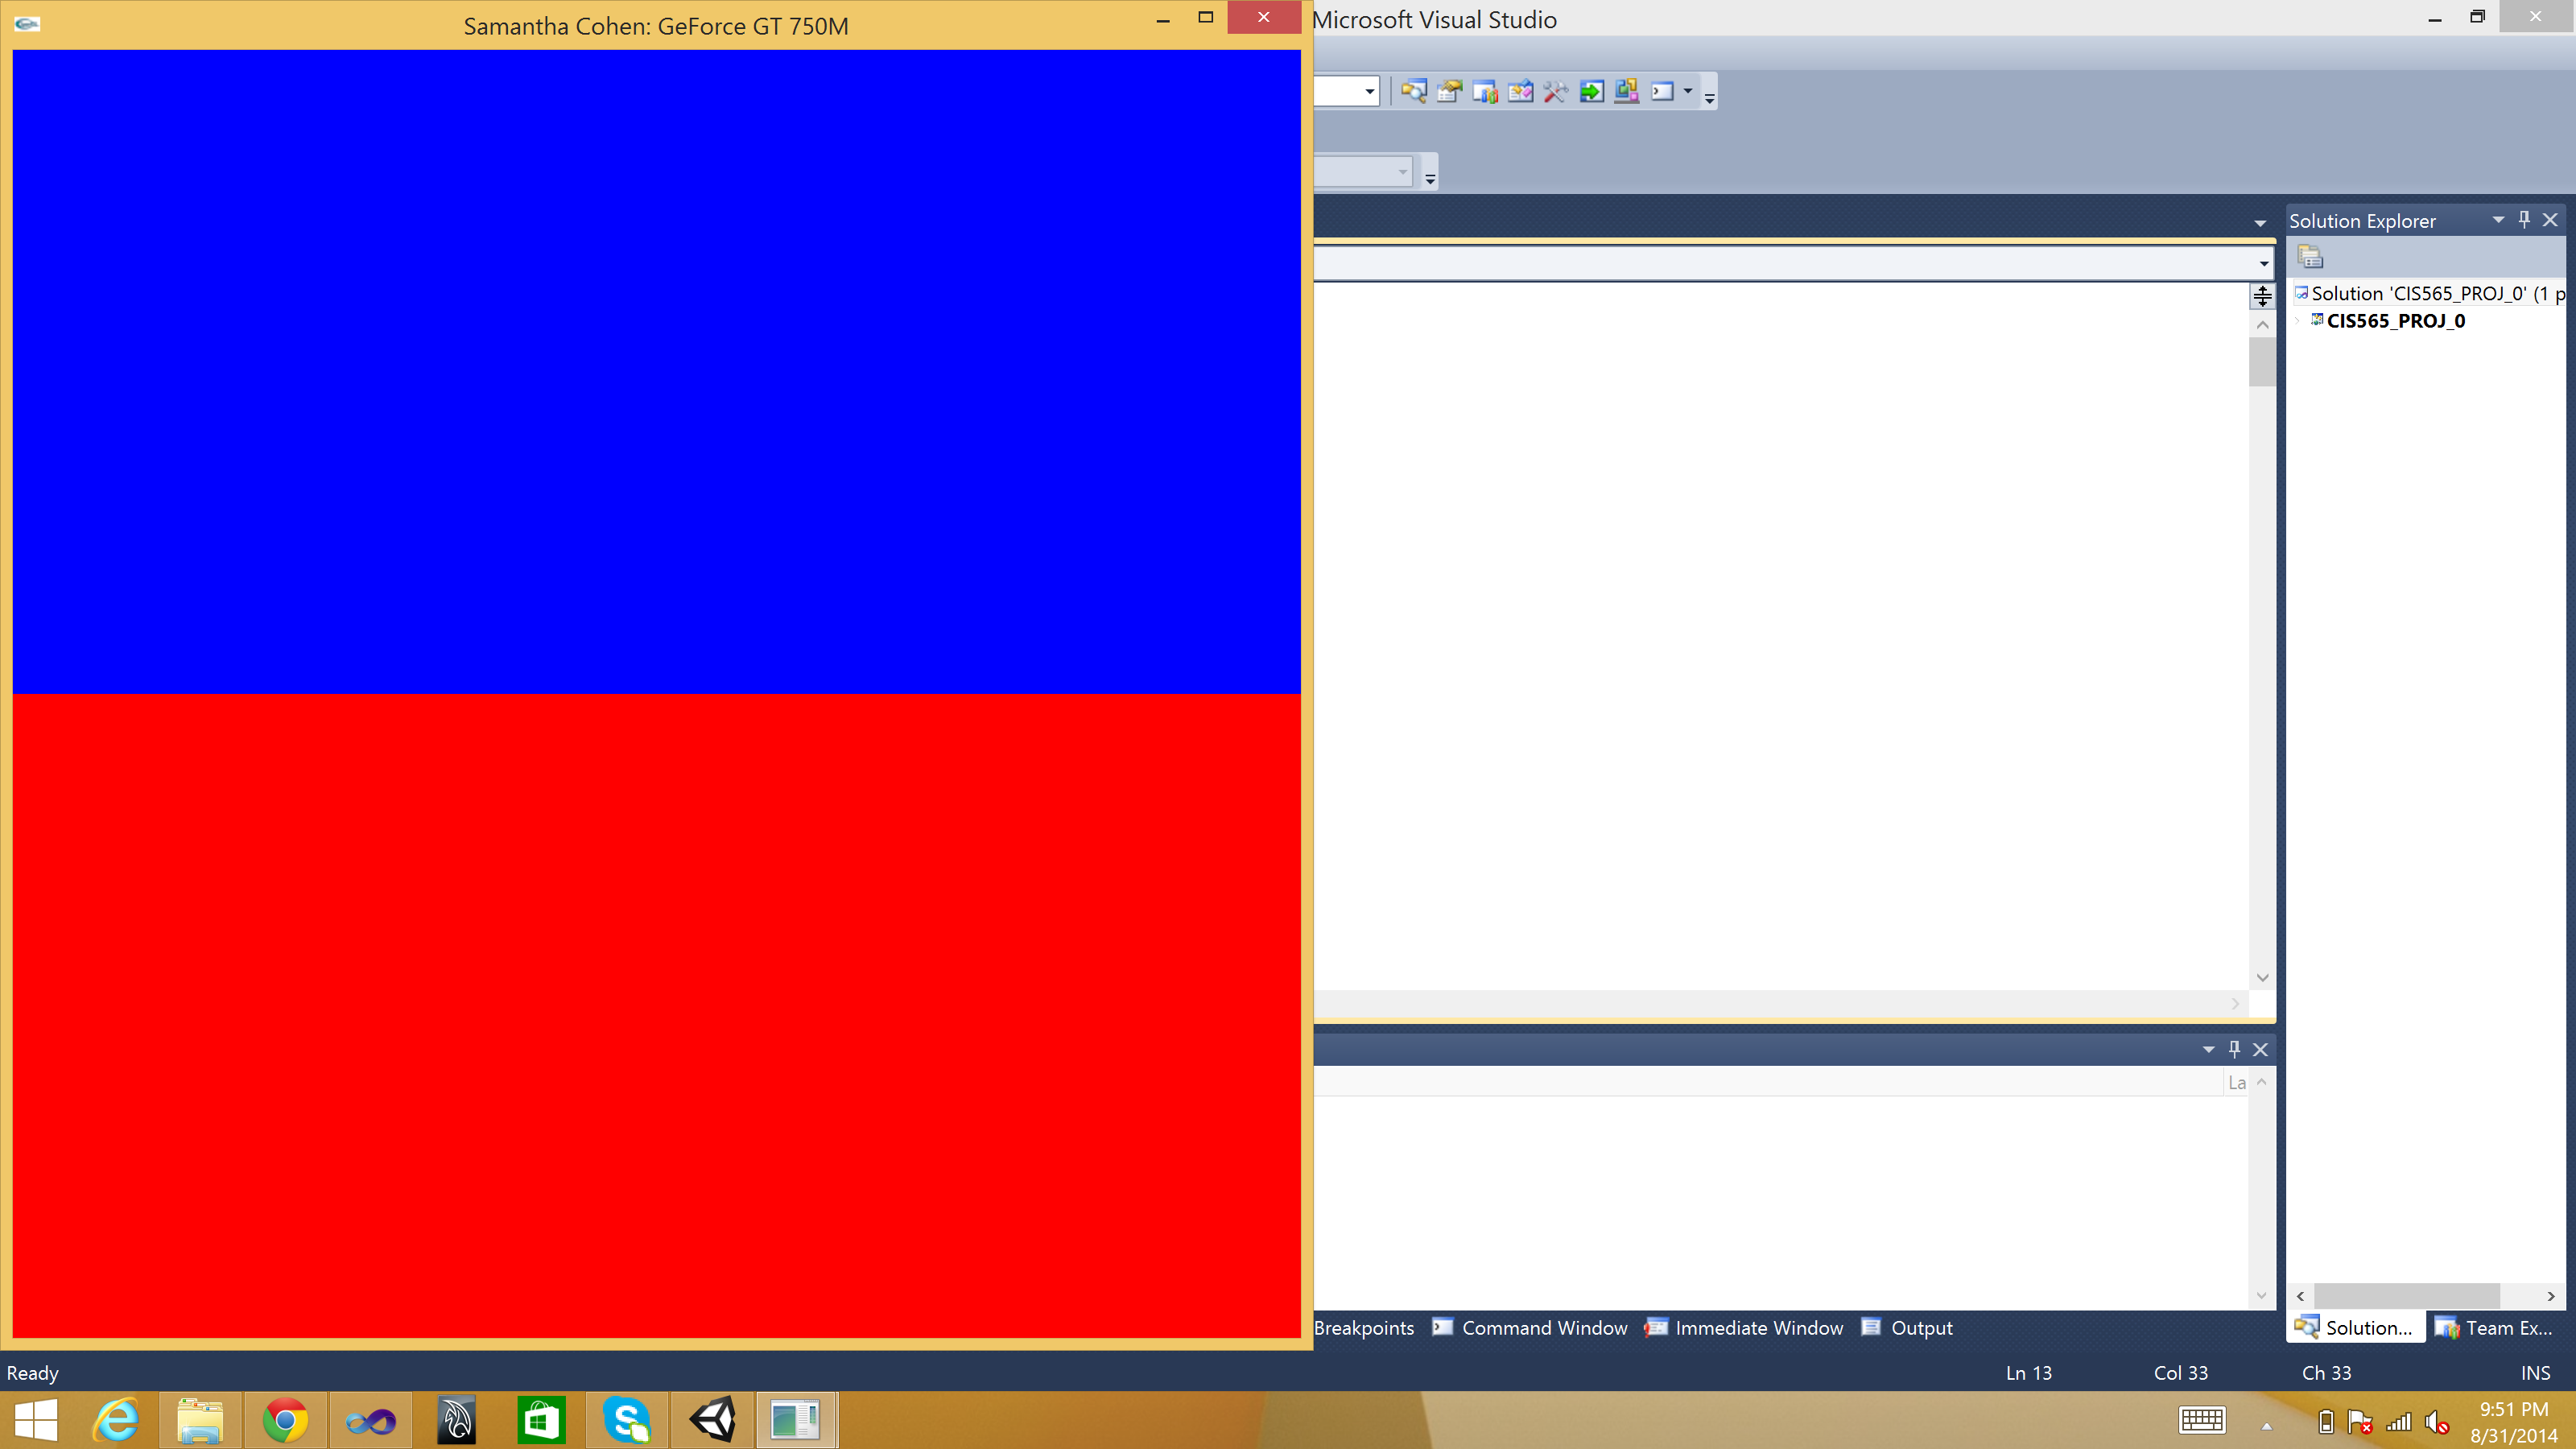 Samantha Cohen: GeForce GT 750M
Microsoft Visual Studio
Solution Explorer
Solution 'CIS565_PROJ_0' (1 p
CIS565_PROJ_0
La
Breakpoints
Command Window
Immediate Window
Output
Solution...
Team Ex...
Ready
Ln 13
Col 33
Ch 33
INS
9:51 PM
8/31/2014